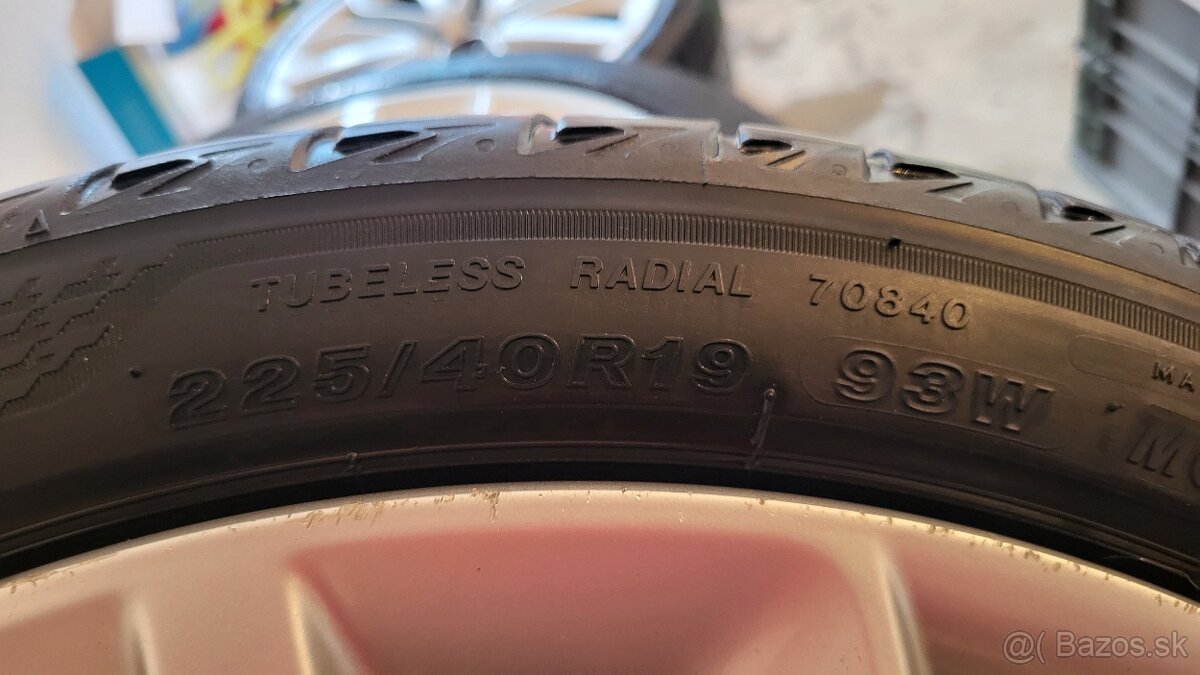 TUBELESS RADIAL 70840
225/40R19 93W
Bazos.sk